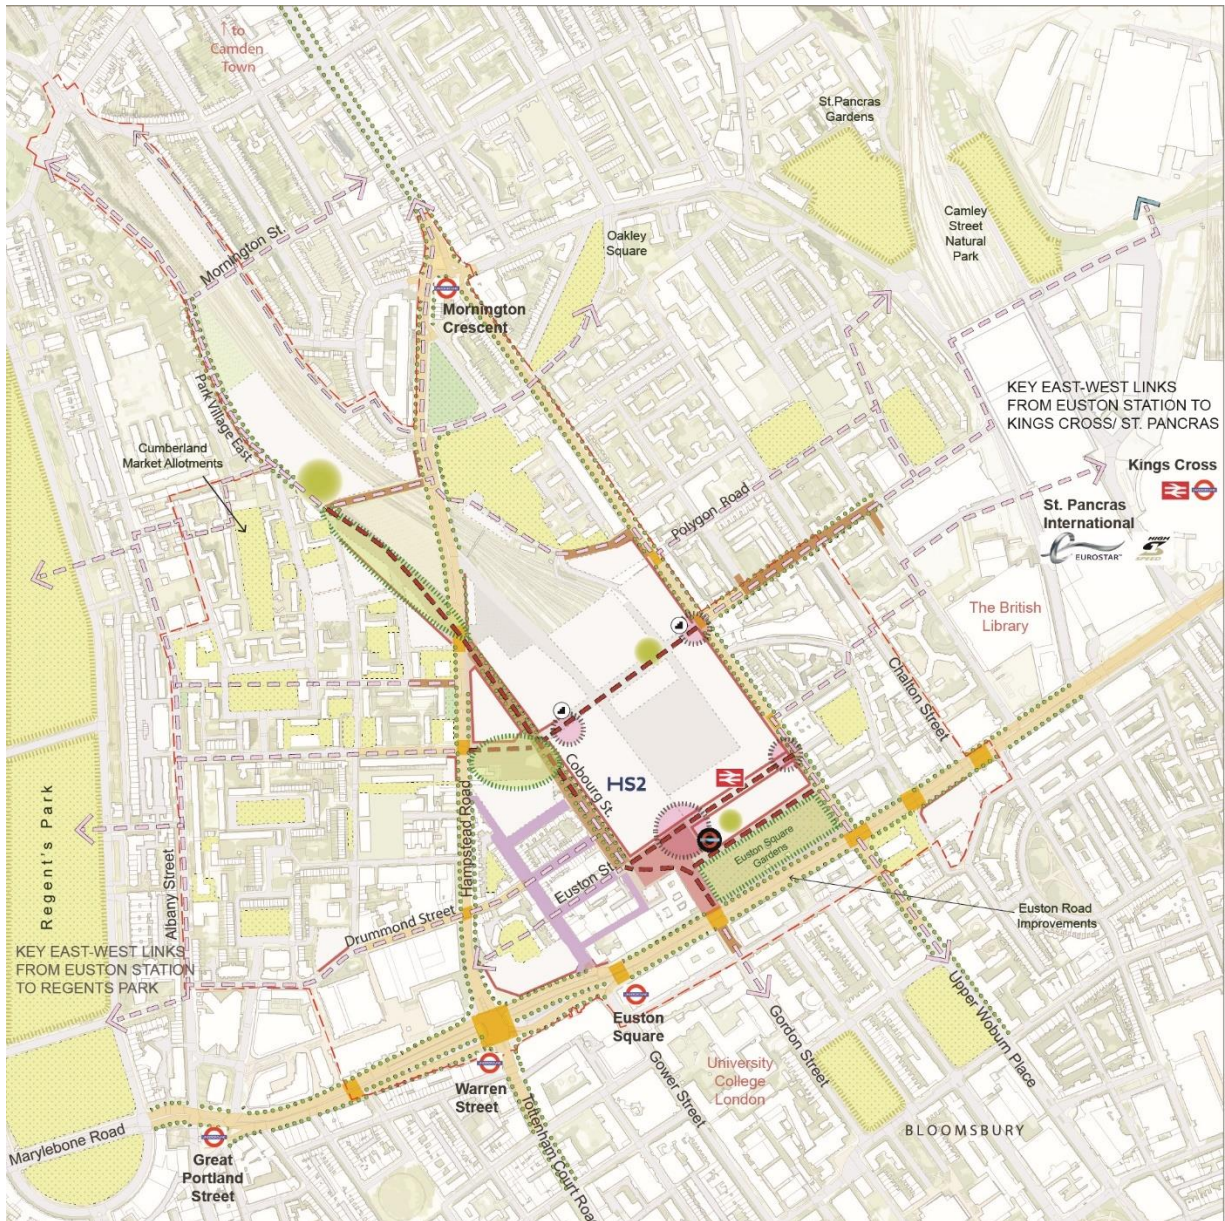 ↑ to
Camden
Town
St.Pancras
Gardens
Camley
Street
Natural
Park
Oakley
Square
Mornington St.
Mornington
Crescent
Park Village East
Cumberland
Market Allotments
KEY EAST-WEST LINKS
FROM EUSTON STATION TO
KINGS CROSS/ ST. PANCRAS
Kings Cross
St. Pancras
International
EUROSTAR
HIGH
SPEED
Polygon Road
The British
Library
Chalton Street
Cobourg St.
HS2
Hampstead Road
Regent's Park
Albany Street
Euston St.
Euston Square
Gardens
Drummond Street
Euston Road
Improvements
KEY EAST-WEST LINKS
FROM EUSTON STATION
TO REGENTS PARK
Euston
Square
Gordon Street
Upper Woburn Place
Warren
Street
Gower Street
University
College
London
Tottenham Court Roa
BLOOMSBURY
Marylebone Road
Great
Portland
Street